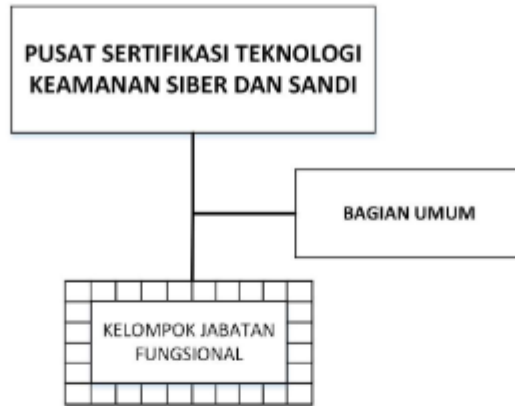 PUSAT SERTIFIKASI TEKNOLOGI
KEAMANAN SIBER DAN SANDI
BAGIAN UMUM
KELOMPOK JABATAN
FUNGSIONAL